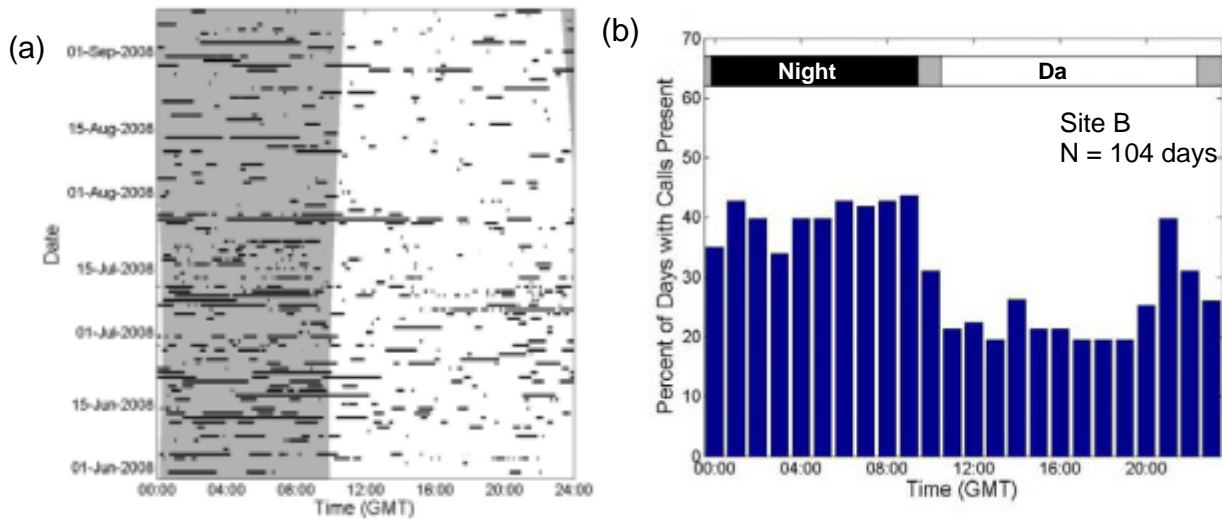 (a)
01-Sep-2008
15-Aug-2008
01-Aug-2008
15-Jul-2008
01-Jul-2008
15-Jun-2008
01-Jun-2008
Date
00:00 04:00 08:00 12:00 16:00 20:00 24:00
Time (GMT)
(b)
70
60
50
40
30
20
10
0
Percent of Days with Calls Present
Night Da
Site B
N = 104 days
00:00 04:00 08:00 12:00 16:00 20:00
Time (GMT)